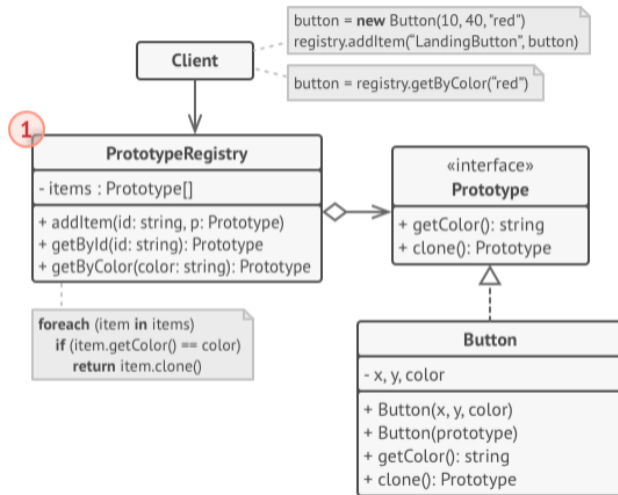 button = new Button(10, 40, "red")
registry.addItem("LandingButton", button)
Client
button = registry.getByColor("red")
1
PrototypeRegistry
- items : Prototype[]
+ addItem(id: string, p: Prototype)
+ getById(id: string): Prototype
+ getByColor(color: string): Prototype
«interface»
Prototype
+ getColor(): string
+ clone(): Prototype
foreach (item in items)
if (item.getColor() == color)
return item.clone()
Button
- x, y, color
+ Button(x, y, color)
+ Button(prototype)
+ getColor(): string
+ clone(): Prototype